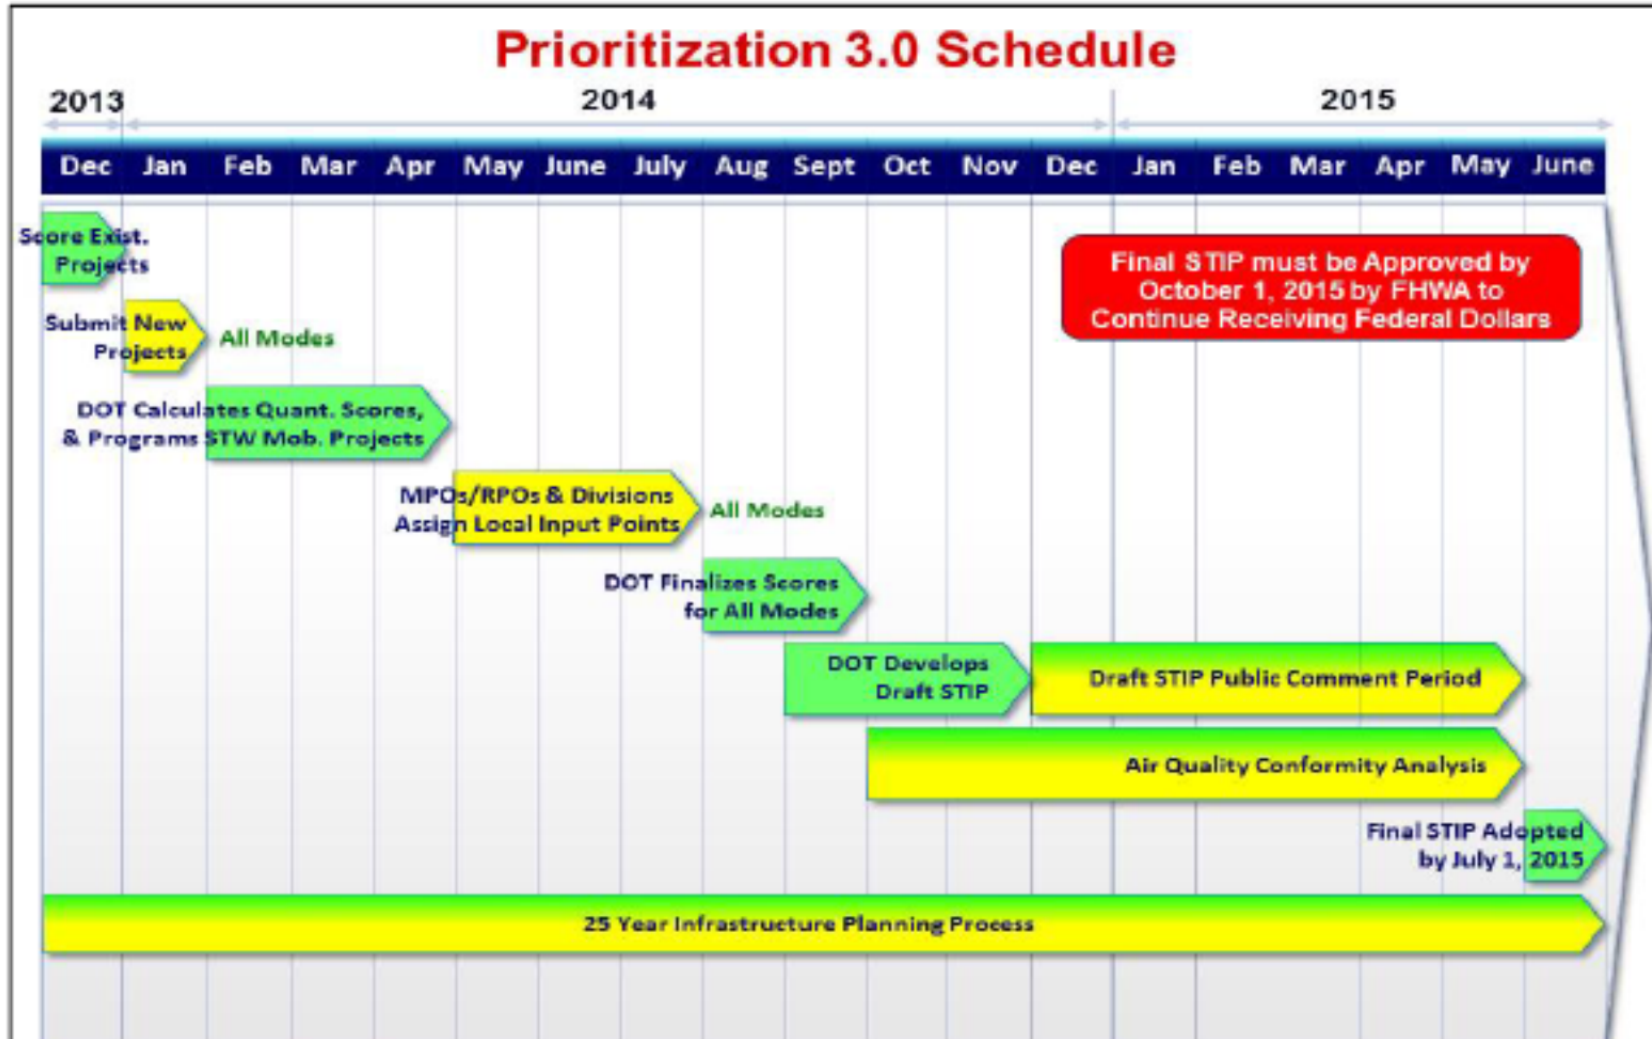 Prioritization 3.0 Schedule
2013 2014 2015
Dec Jan Feb Mar Apr May June July Aug Sept Oct Nov Dec Jan Feb Mar Apr May June
Score Exist.
Projects
Final STIP must be Approved by
October 1, 2015 by FHWA to
Continue Receiving Federal Dollars
Submit New
Projects
All Modes
DOT Calculates Quant. Scores,
& Programs STW Mob. Projects
MPOs/RPOs & Divisions
Assign Local Input Points
All Modes
DOT Finalizes Scores
for All Modes
DOT Develops
Draft STIP
Draft STIP Public Comment Period
Air Quality Conformity Analysis
Final STIP Adopted
by July 1, 2015
25 Year Infrastructure Planning Process